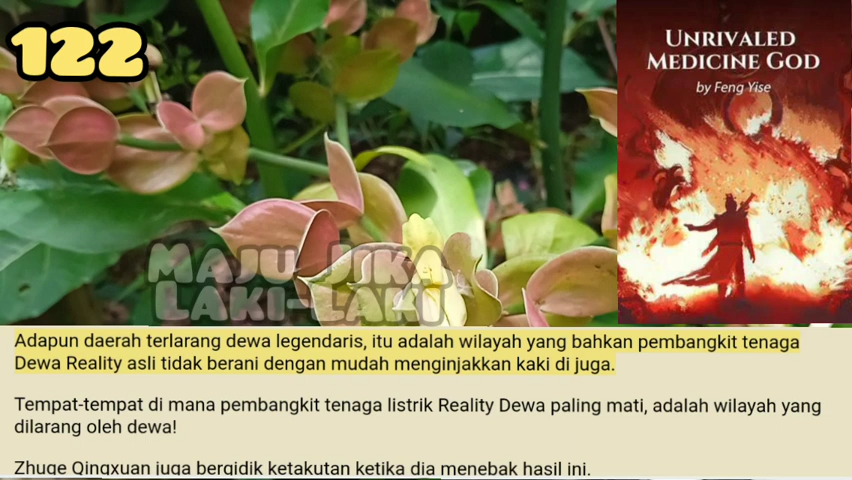 122
UNRIVALED
MEDICINE GOD
by Feng Yise
MAJU JIKA
LAKI-LAKI
Adapun daerah terlarang dewa legendaris, itu adalah wilayah yang bahkan pembangkit tenaga
Dewa Reality asli tidak berani dengan mudah menginjakkan kaki di juga.
Tempat-tempat di mana pembangkit tenaga listrik Reality Dewa paling mati, adalah wilayah yang
dilarang oleh dewa!
Zhuge Qingxuan juga bergidik ketakutan ketika dia menebak hasil ini.